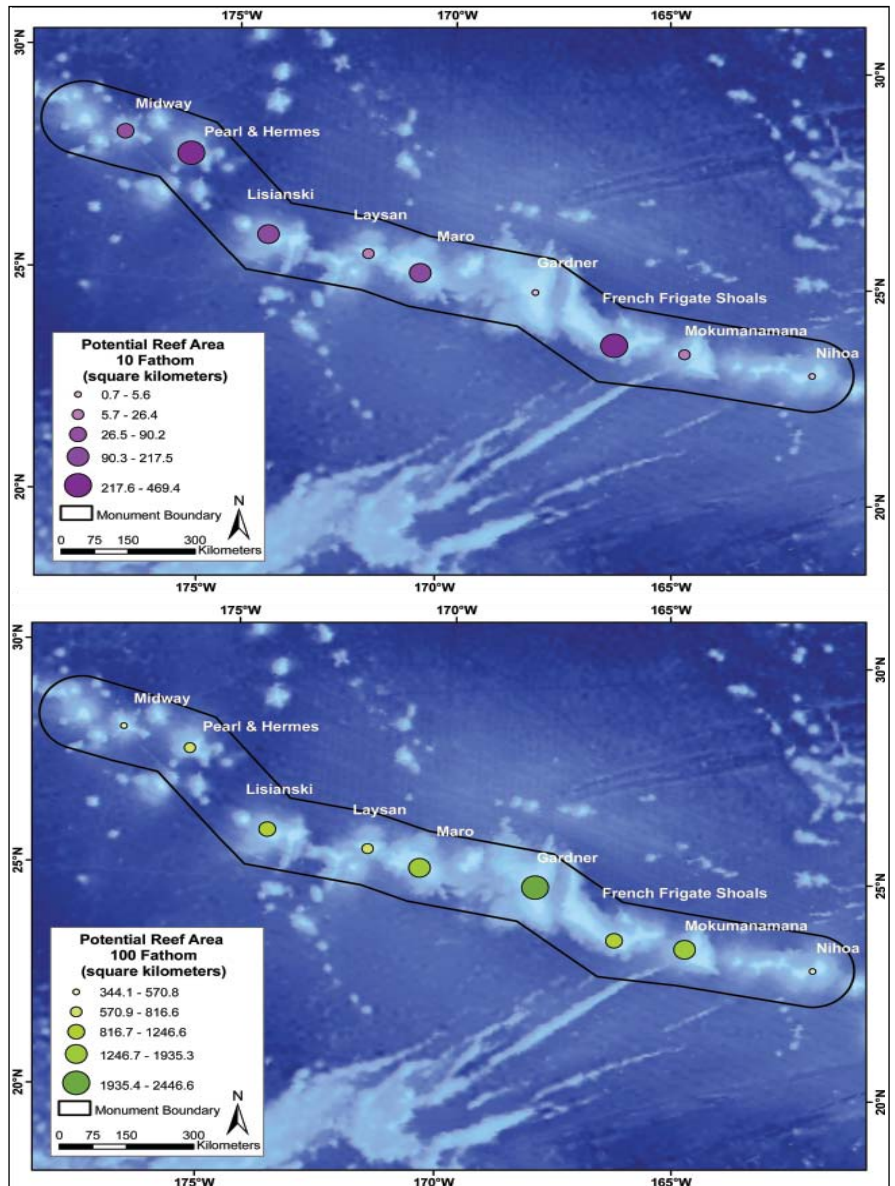 175°W 170°W 165°W
30°N 30°N
Midway
Pearl & Hermes
Lisianski
Laysan
Maro
25°N Gardner 25°N
French Frigate Shoals
Mokumanamana
Nihoa
Potential Reef Area
10 Fathom
(square kilometers)
0.7 - 5.6
5.7 - 26.4
26.5 - 90.2
90.3 - 217.5
217.6 - 469.4
Monument Boundary
N
0 75 150 300
Kilometers
20°N 20°N
175°W 170°W 165°W
175°W 170°W 165°W
30°N 30°N
Midway
Pearl & Hermes
Lisianski
Laysan
Maro
25°N Gardner 25°N
French Frigate Shoals
Mokumanamana
Nihoa
Potential Reef Area
100 Fathom
(square kilometers)
344.1 - 570.8
570.9 - 816.6
816.7 - 1246.6
1246.7 - 1935.3
1935.4 - 2446.6
Monument Boundary
N
0 75 150 300
Kilometers
20°N 20°N
175°W 170°W 165°W